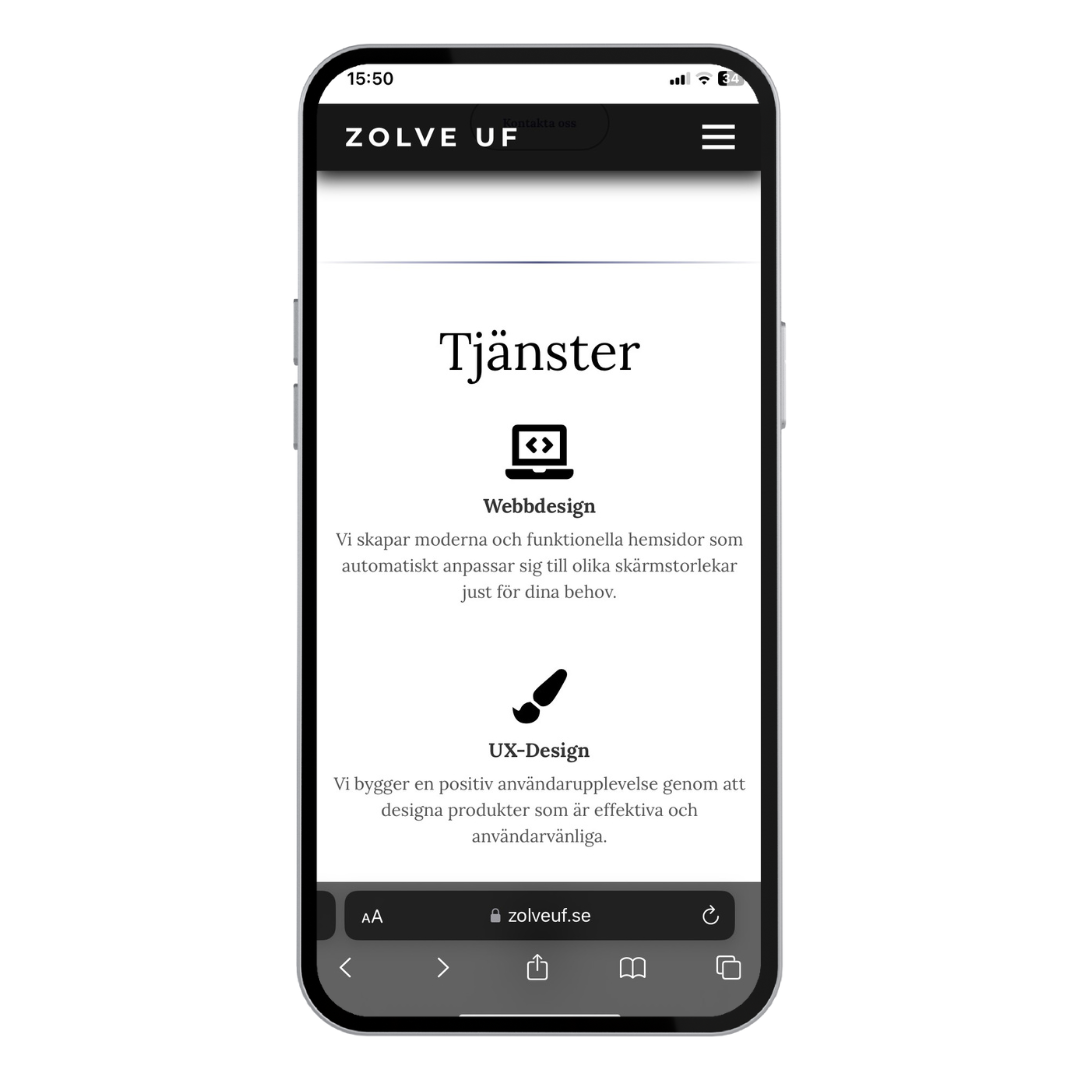 15:50
34
Kontakta oss
ZOLVE UF
Tjänster
Webbdesign
Vi skapar moderna och funktionella hemsidor som
automatiskt anpassar sig till olika skärmstorlekar
just för dina behov.
UX-Design
Vi bygger en positiv användarupplevelse genom att
designa produkter som är effektiva och
användarvänliga.
AA zolveuf.se